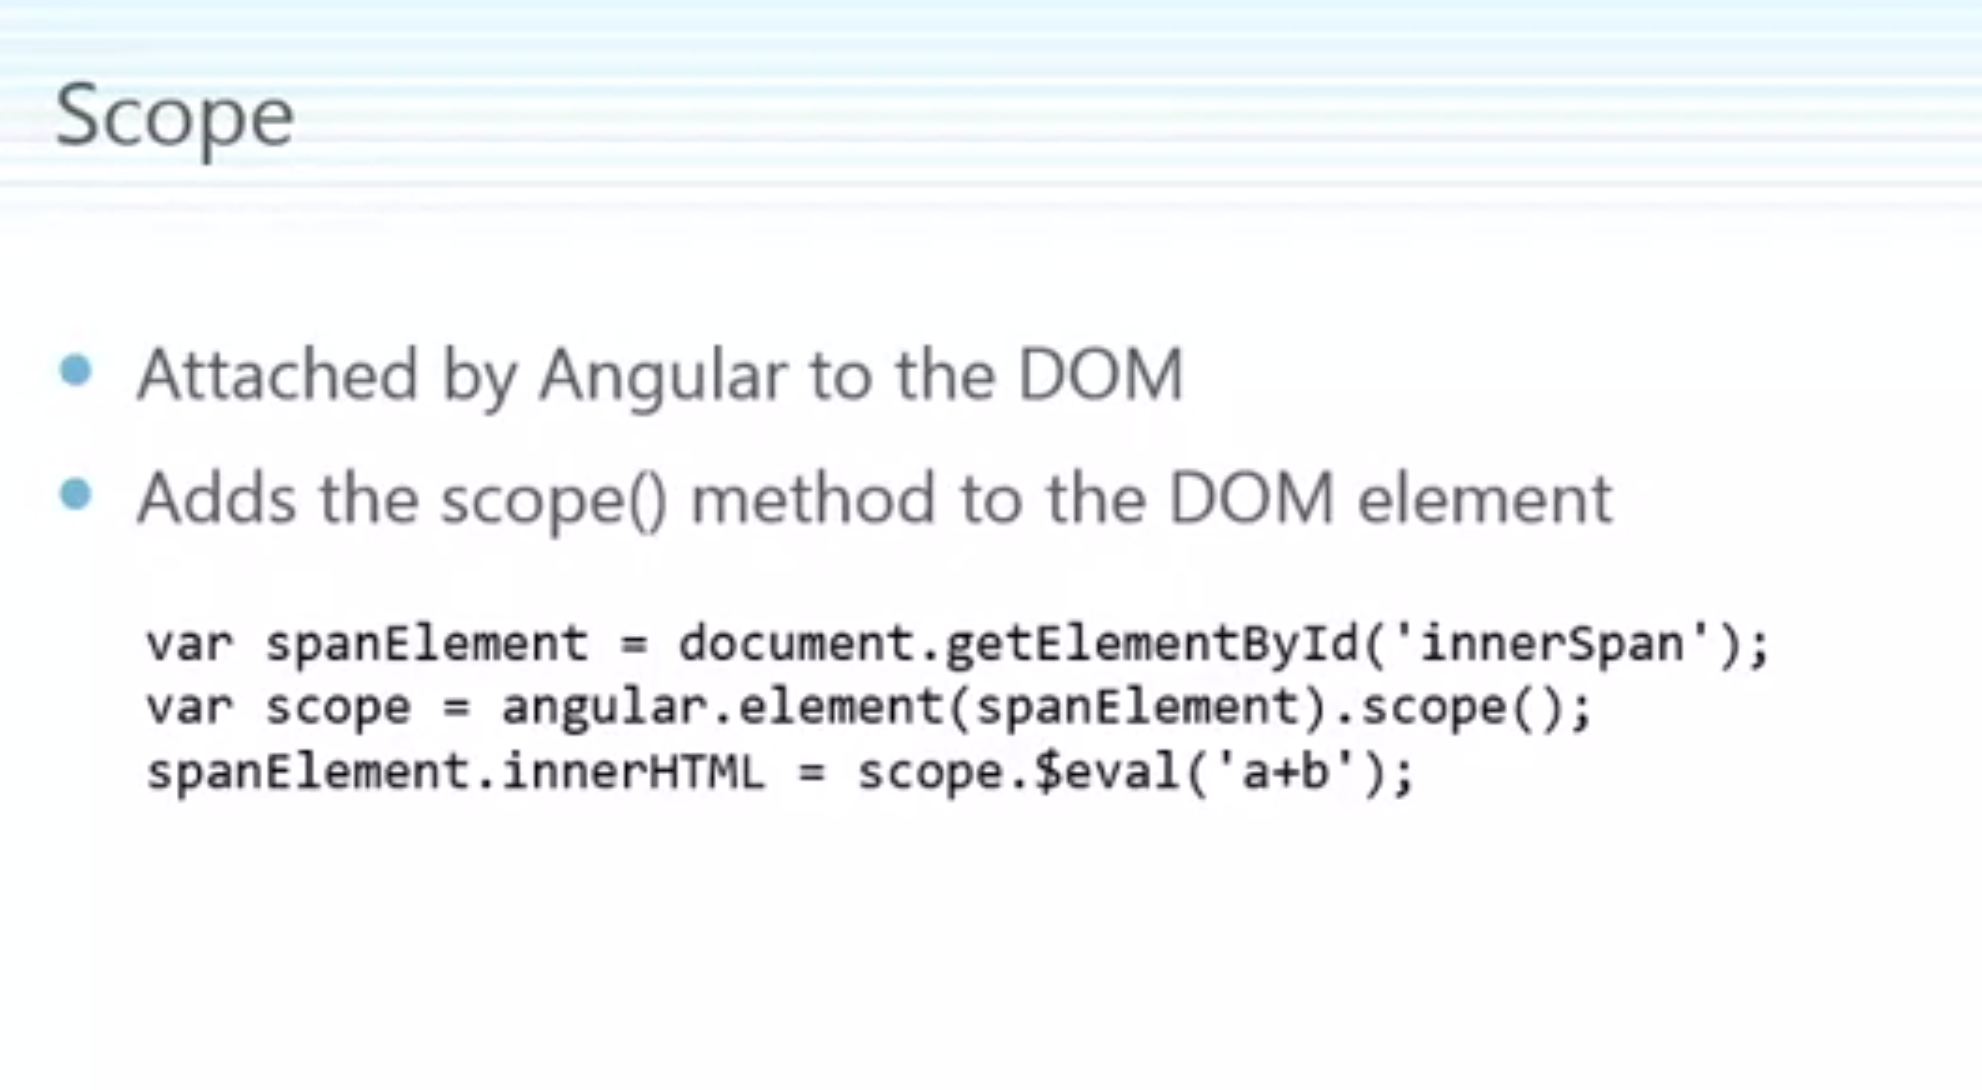 Scope
Attached by Angular to the DOM
Adds the scope() method to the DOM element
var spanElement = document.getElementById('innerSpan');
var scope = angular.element(spanElement).scope();
spanElement.innerHTML = scope.$eval('a+b');